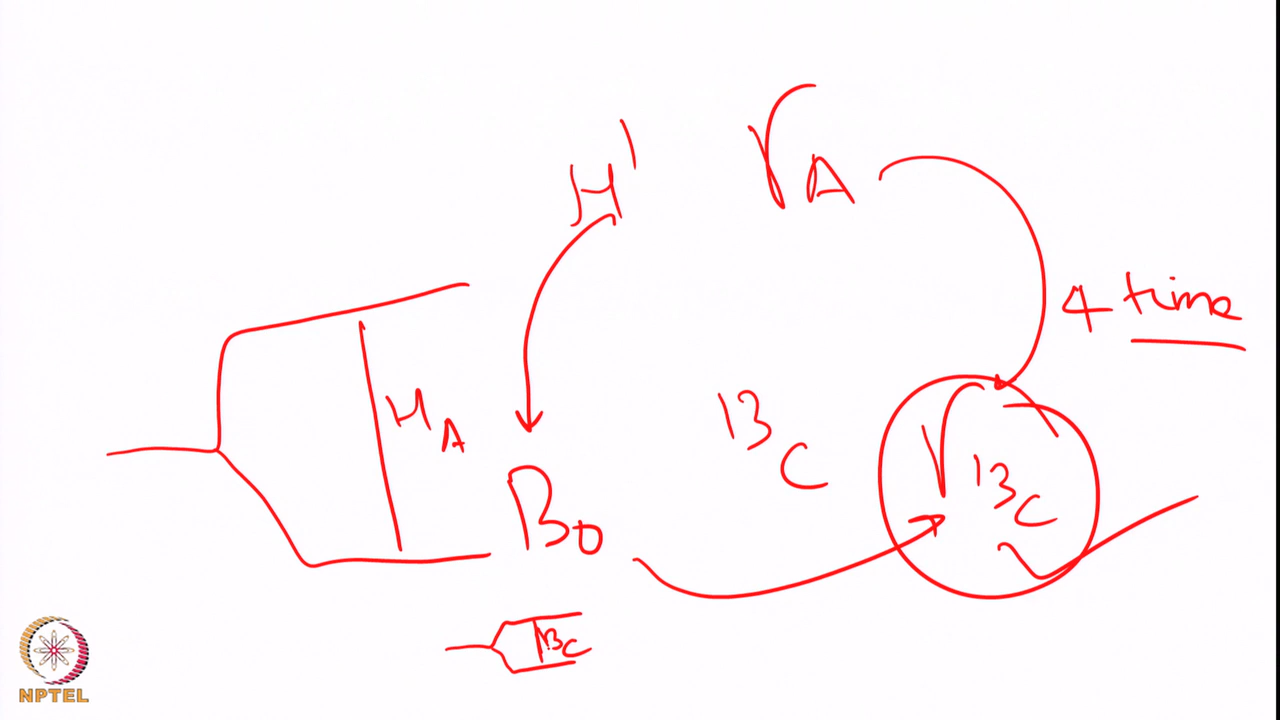 H¹ γA
4 time
HA
¹³C
γ ¹³C
B₀
¹³C
NPTEL